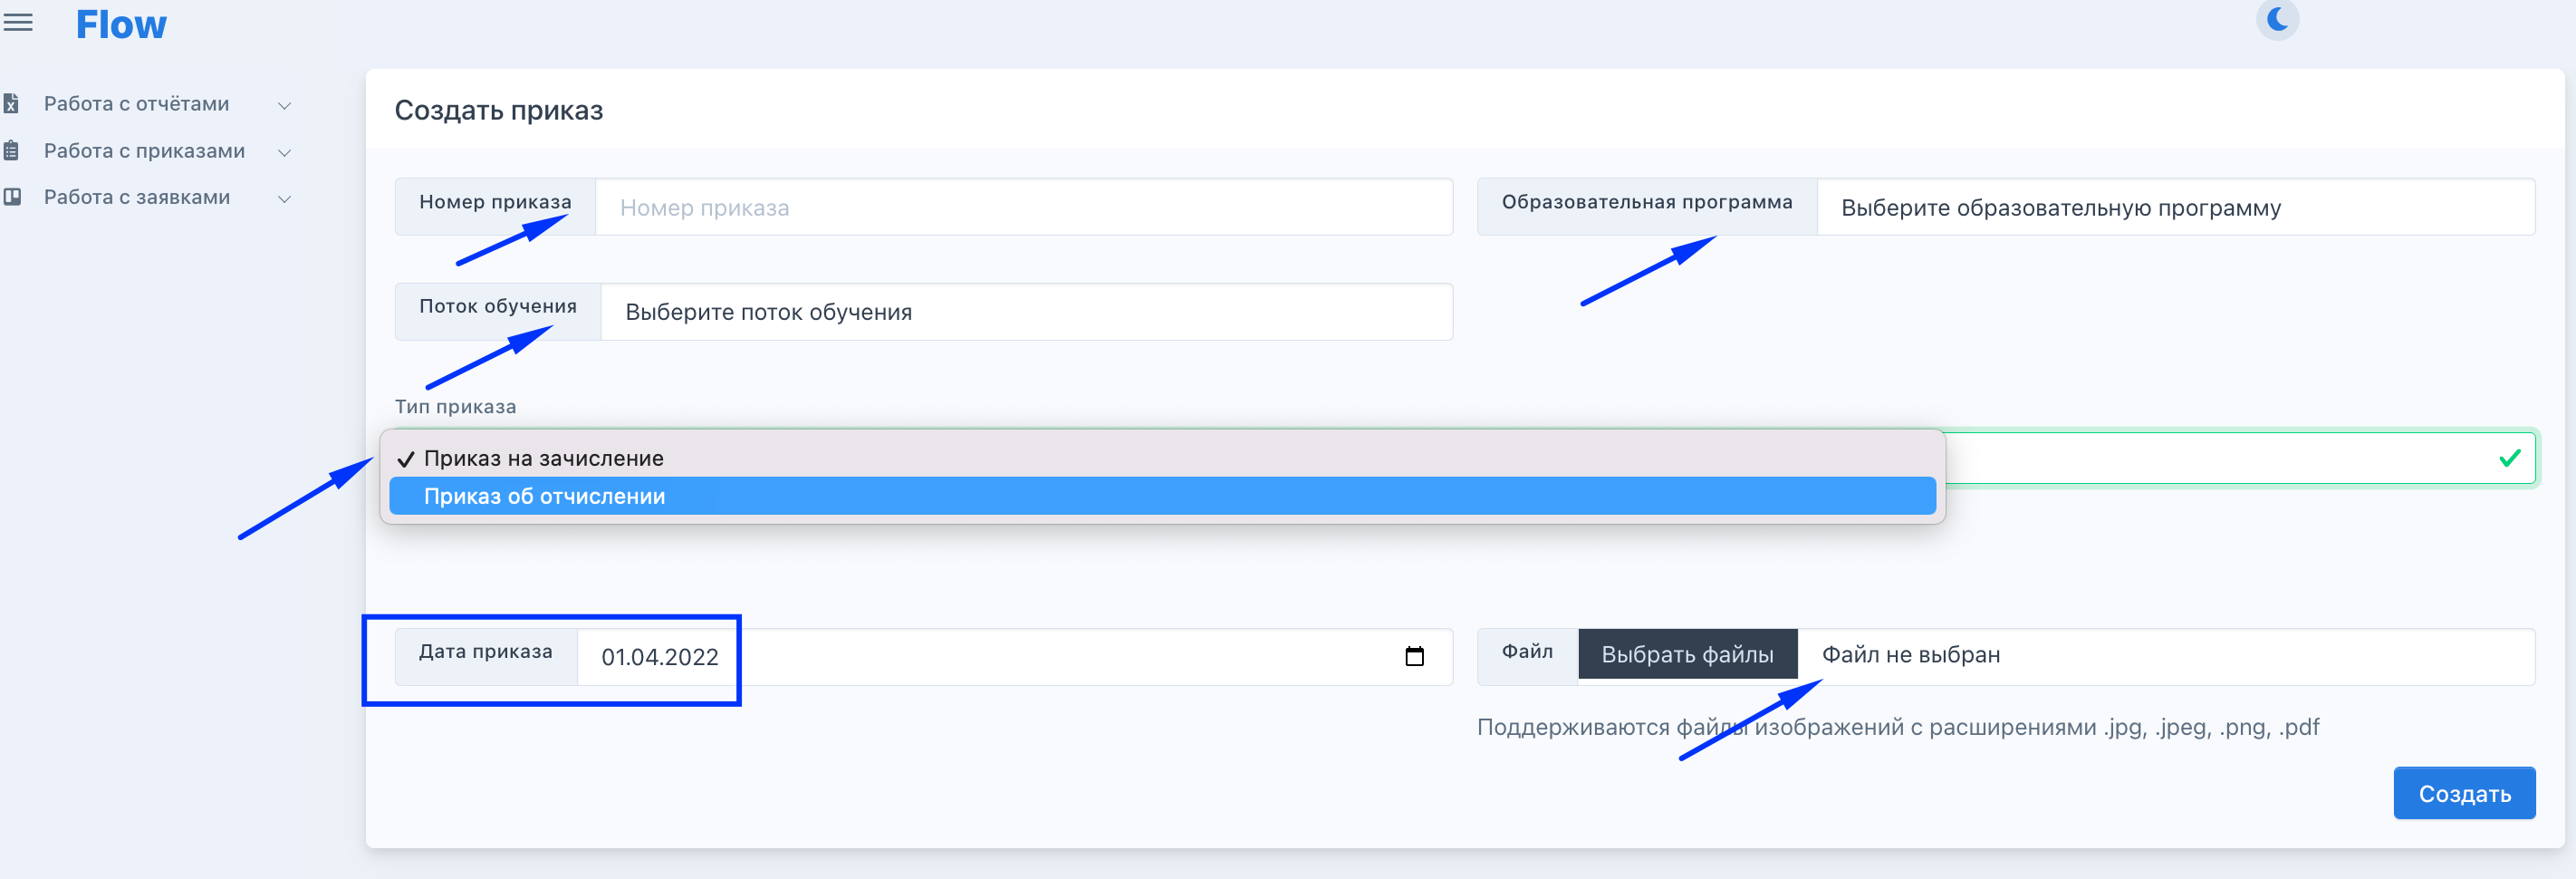 Flow
Работа с отчётами
Работа с приказами
Работа с заявками
Создать приказ
Номер приказа Номер приказа
Образовательная программа Выберите образовательную программу
Поток обучения Выберите поток обучения
Тип приказа
Приказ на зачисление
Приказ об отчислении
Дата приказа 01.04.2022
Файл Выбрать файлы Файл не выбран
Поддерживаются файлы изображений с расширениями .jpg, .jpeg, .png, .pdf
Создать